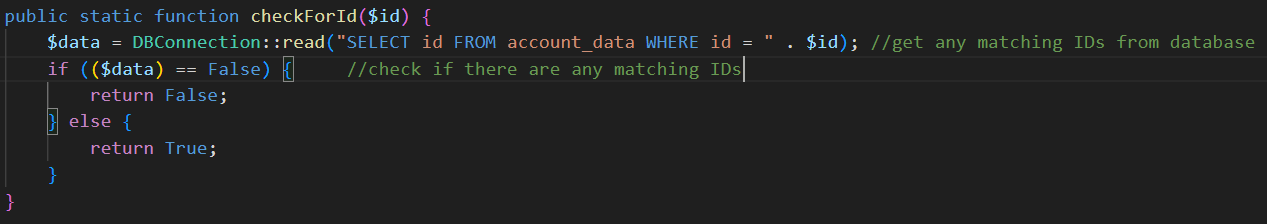 public static function checkForId($id) {
    $data = DBConnection::read("SELECT id FROM account_data WHERE id = " . $id); //get any matching IDs from database
    if (($data) == False) {     //check if there are any matching IDs
        return False;
    } else {
        return True;
    }
}